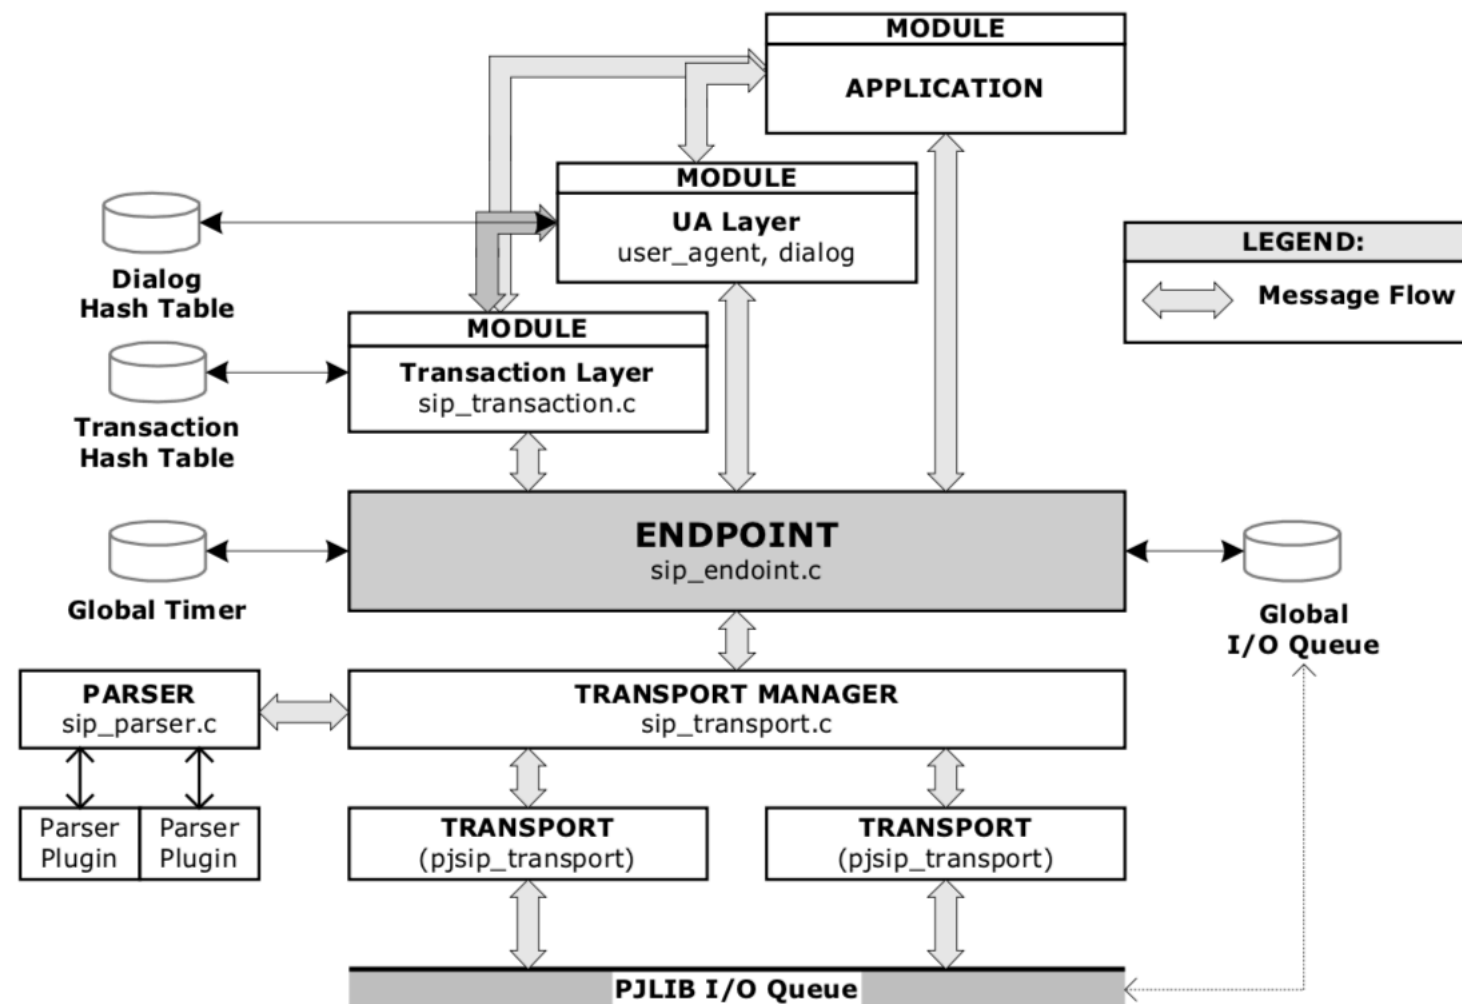 MODULE
APPLICATION
MODULE
UA Layer
user_agent, dialog
Dialog
Hash Table
LEGEND:
Message Flow
MODULE
Transaction Layer
sip_transaction.c
Transaction
Hash Table
ENDPOINT
sip_endoint.c
Global Timer
Global
I/O Queue
PARSER
sip_parser.c
TRANSPORT MANAGER
sip_transport.c
Parser
Plugin
Parser
Plugin
TRANSPORT
(pjsip_transport)
TRANSPORT
(pjsip_transport)
PJLIB I/O Queue